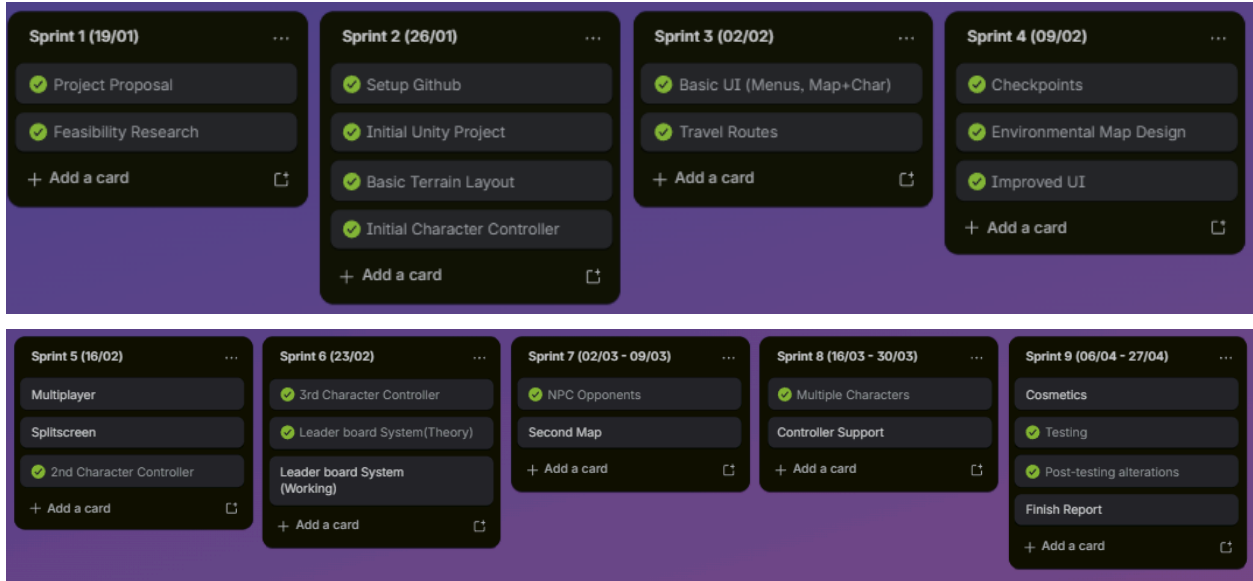 Sprint 1 (19/01)
Project Proposal
Feasibility Research
+ Add a card
Sprint 2 (26/01)
Setup Github
Initial Unity Project
Basic Terrain Layout
Initial Character Controller
+ Add a card
Sprint 3 (02/02)
Basic UI (Menus, Map+Char)
Travel Routes
+ Add a card
Sprint 4 (09/02)
Checkpoints
Environmental Map Design
Improved UI
+ Add a card
Sprint 5 (16/02)
Multiplayer
Splitscreen
2nd Character Controller
+ Add a card
Sprint 6 (23/02)
3rd Character Controller
Leader board System(Theory)
Leader board System
(Working)
+ Add a card
Sprint 7 (02/03 - 09/03)
NPC Opponents
Second Map
+ Add a card
Sprint 8 (16/03 - 30/03)
Multiple Characters
Controller Support
+ Add a card
Sprint 9 (06/04 - 27/04)
Cosmetics
Testing
Post-testing alterations
Finish Report
+ Add a card